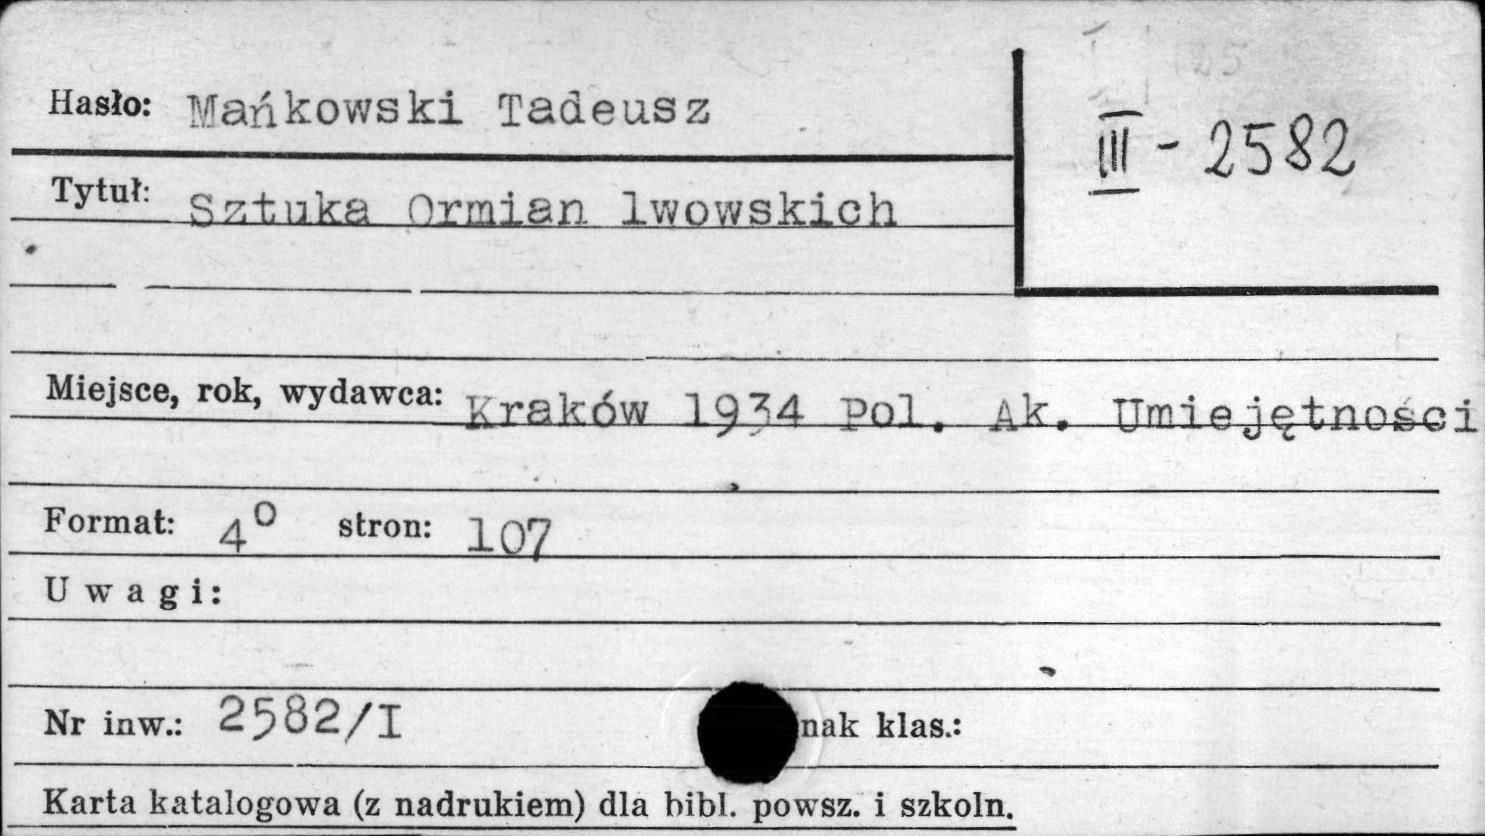 Hasło: Mańkowski Tadeusz
III - 2582
Tytuł: Sztuka Ormian lwowskich
Miejsce, rok, wydawca: Kraków 1934 Pol. Ak. Umiejętności
Format: 4° stron: 107
Uwagi:
Nr inw.: 2582/I nak klas.:
Karta katalogowa (z nadrukiem) dla bibl. powsz. i szkoln.